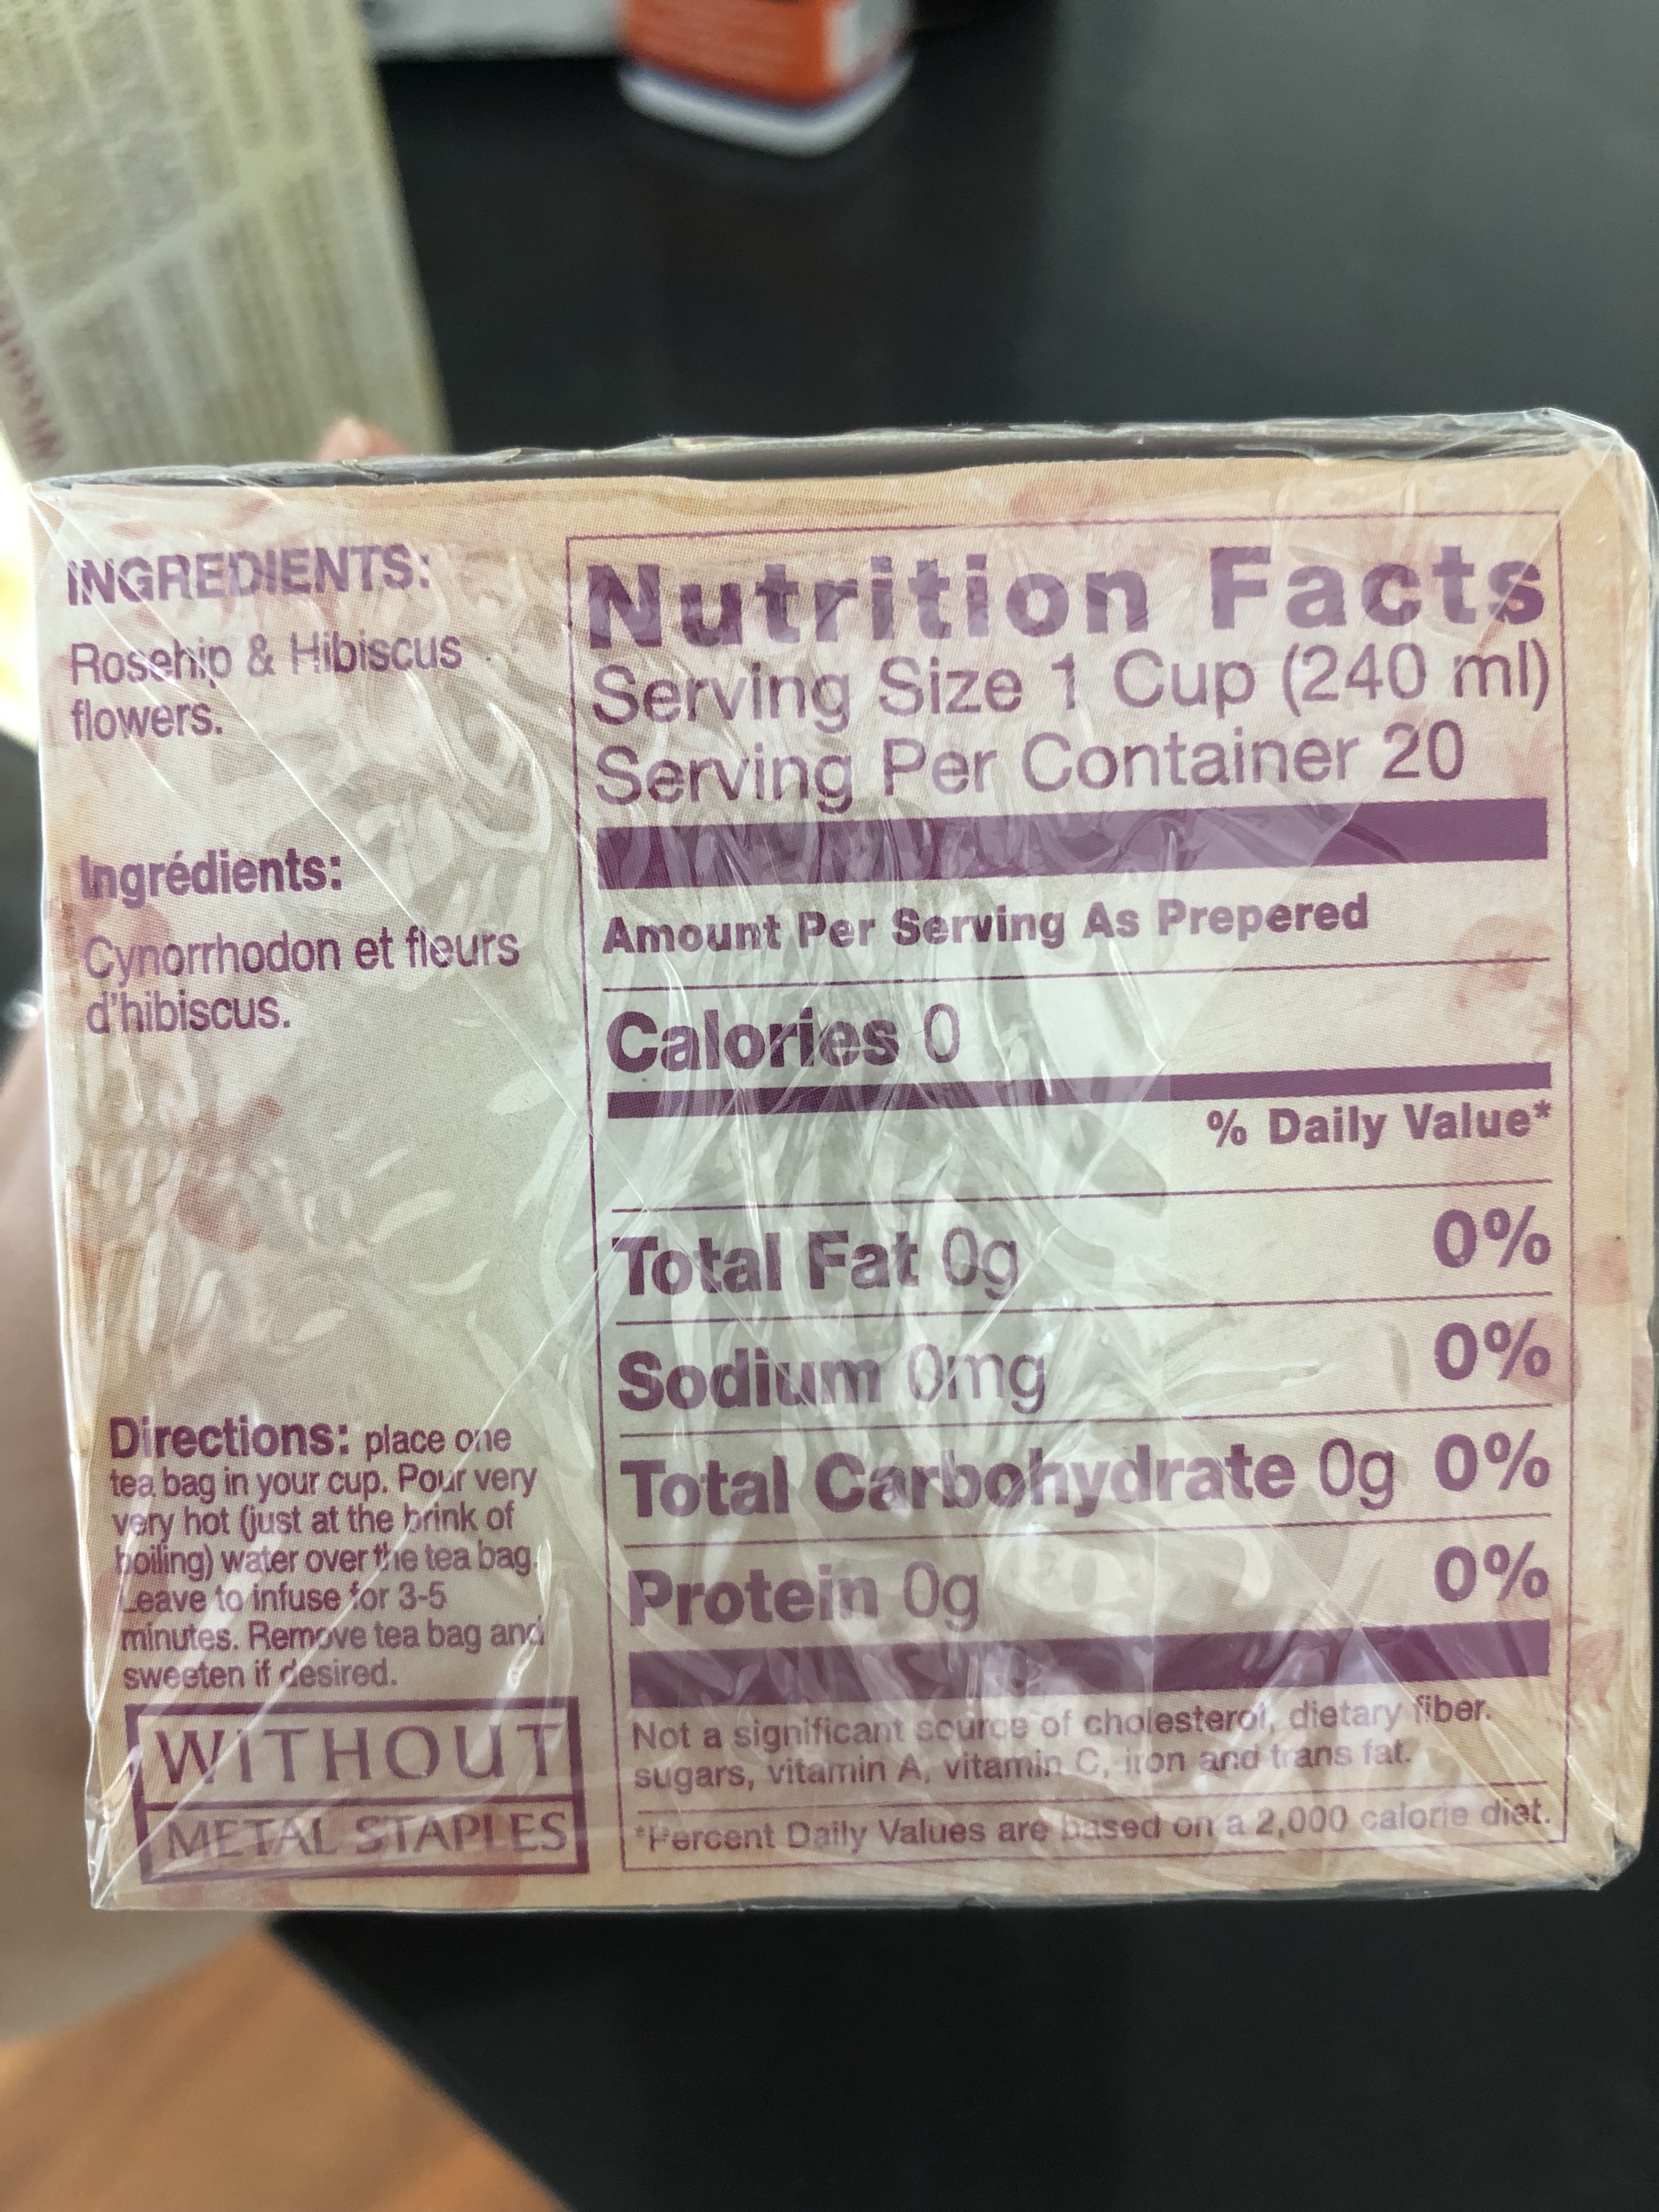 INGREDIENTS:
Rosehip & Hibiscus
flowers.
Ingrédients:
Cynorrhodon et fleurs
d'hibiscus.
Directions: place one
tea bag in your cup. Pour very
very hot (just at the brink of
boiling) water over the tea bag.
Leave to infuse for 3-5
minutes. Remove tea bag and
sweeten if desired.
WITHOUT
METAL STAPLES
Nutrition Facts
Serving Size 1 Cup (240 ml)
Serving Per Container 20
Amount Per Serving As Prepered
Calories 0
% Daily Value*
Total Fat 0g 0%
Sodium 0mg 0%
Total Carbohydrate 0g 0%
Protein 0g 0%
Not a significant source of cholesterol, dietary fiber.
sugars, vitamin A, vitamin C, iron and trans fat.
*Percent Daily Values are based on a 2,000 calorie diet.